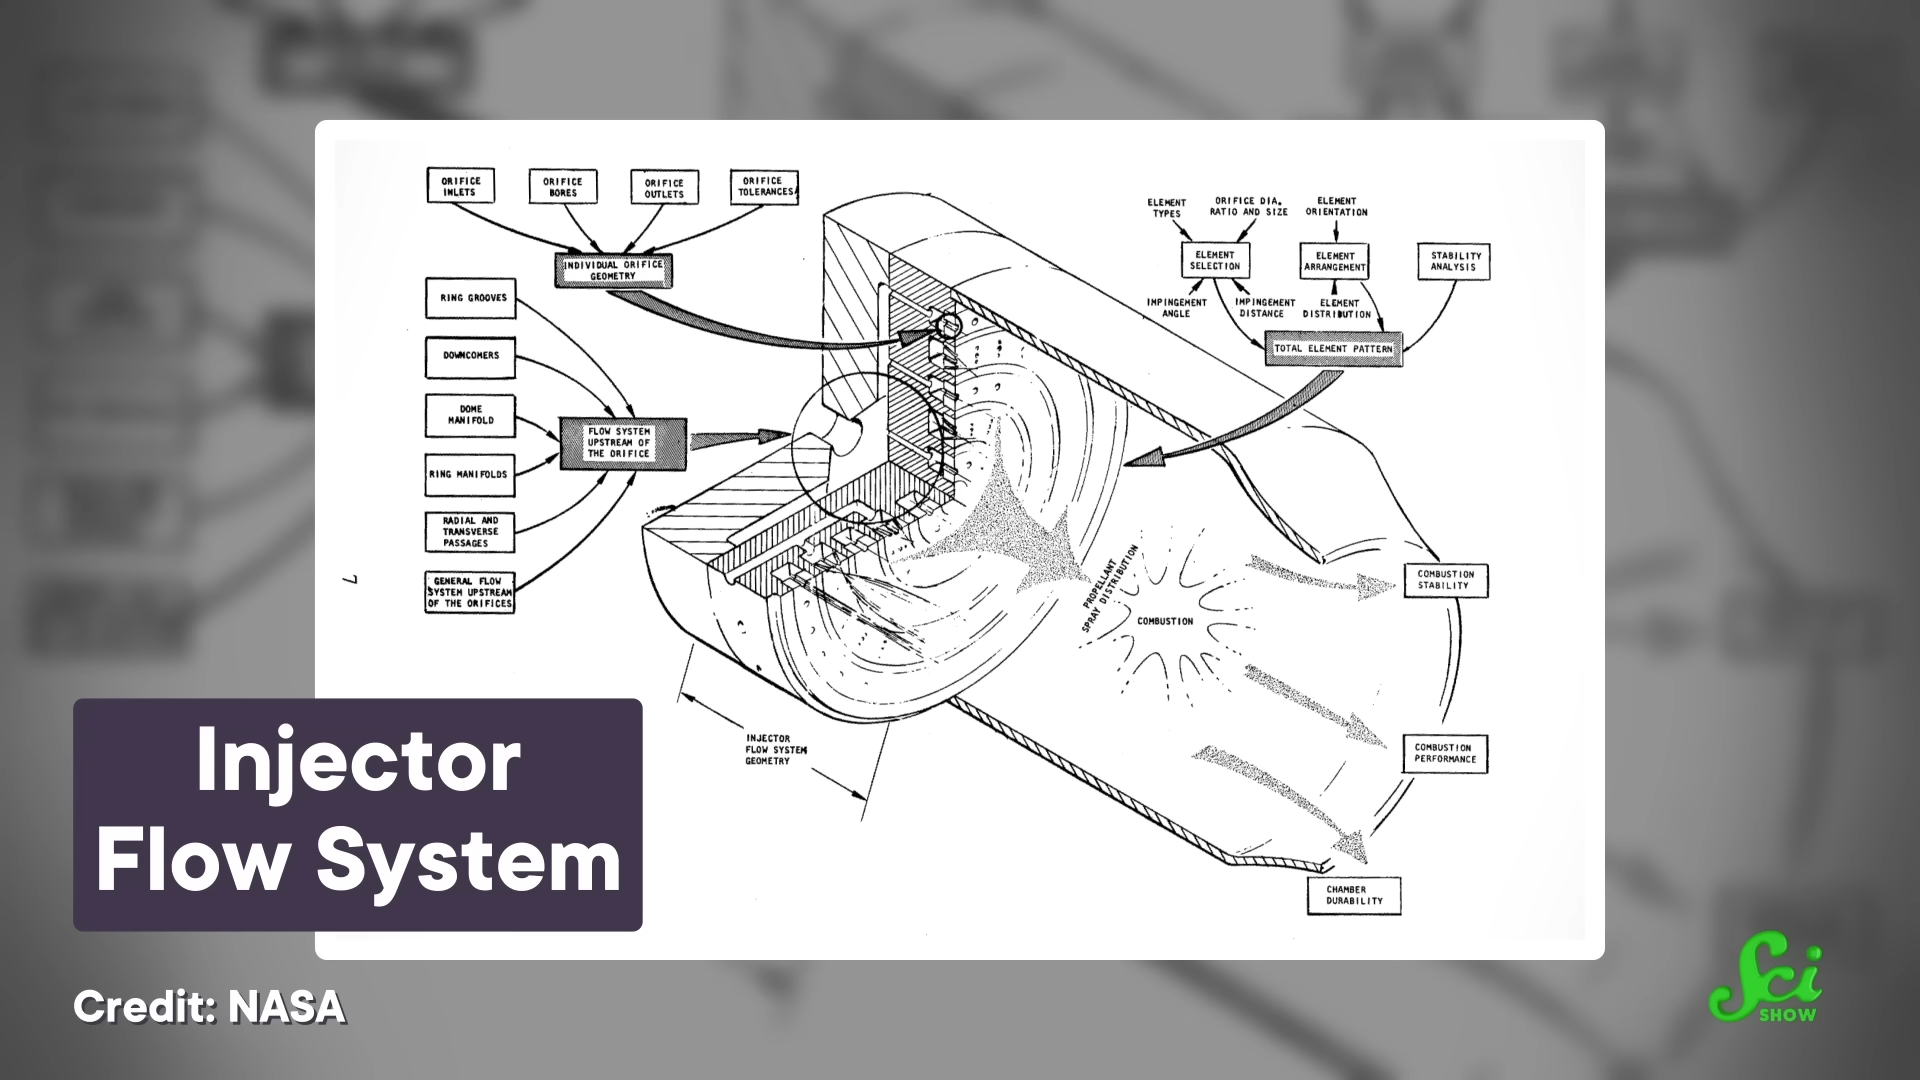 ORIFICE
INLETS
ORIFICE
BORES
ORIFICE
OUTLETS
ORIFICE
TOLERANCES
INDIVIDUAL ORIFICE
GEOMETRY
RING GROOVES
DOWNCOMERS
DOME
MANIFOLD
RING MANIFOLDS
RADIAL AND
TRANSVERSE
PASSAGES
GENERAL FLOW
SYSTEM UPSTREAM
OF THE ORIFICES
FLOW SYSTEM
UPSTREAM OF
THE ORIFICE
ELEMENT
TYPES
ORIFICE DIA.
RATIO AND SIZE
ELEMENT
ORIENTATION
ELEMENT
SELECTION
ELEMENT
ARRANGEMENT
STABILITY
ANALYSIS
IMPINGEMENT
ANGLE
IMPINGEMENT
DISTANCE
ELEMENT
DISTRIBUTION
TOTAL ELEMENT PATTERN
7
PROPELLANT
SPRAY DISTRIBUTION
COMBUSTION
COMBUSTION
STABILITY
COMBUSTION
PERFORMANCE
CHAMBER
DURABILITY
INJECTOR
FLOW SYSTEM
GEOMETRY
Injector
Flow System
Credit: NASA
Sci
SHOW